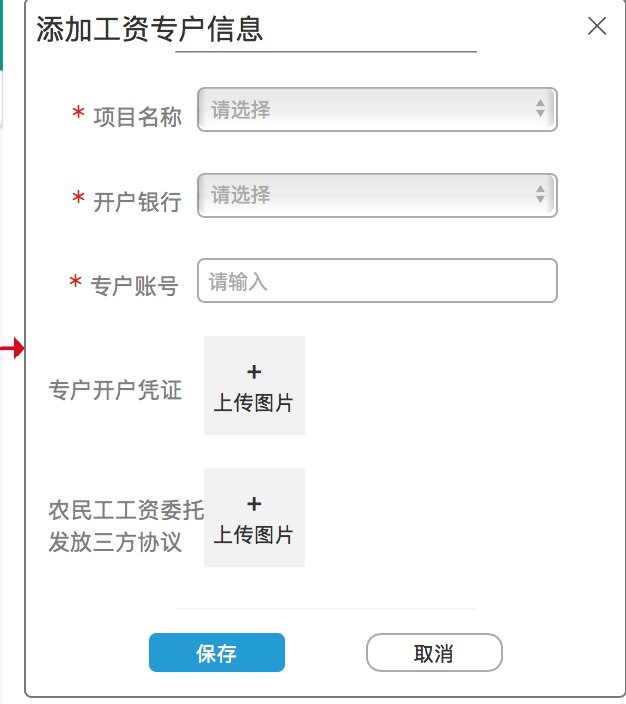 添加工资专户信息
* 项目名称 请选择
* 开户银行 请选择
* 专户账号 请输入
专户开户凭证
+
上传图片
农民工工资委托
发放三方协议
+
上传图片
保存 取消